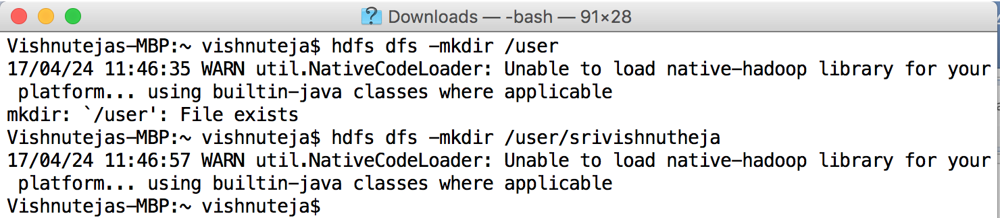 Downloads — -bash — 91×28
Vishnutejas-MBP:~ vishnuteja$ hdfs dfs -mkdir /user
17/04/24 11:46:35 WARN util.NativeCodeLoader: Unable to load native-hadoop library for your
 platform... using builtin-java classes where applicable
mkdir: `/user': File exists
Vishnutejas-MBP:~ vishnuteja$ hdfs dfs -mkdir /user/srivishnutheja
17/04/24 11:46:57 WARN util.NativeCodeLoader: Unable to load native-hadoop library for your
 platform... using builtin-java classes where applicable
Vishnutejas-MBP:~ vishnuteja$